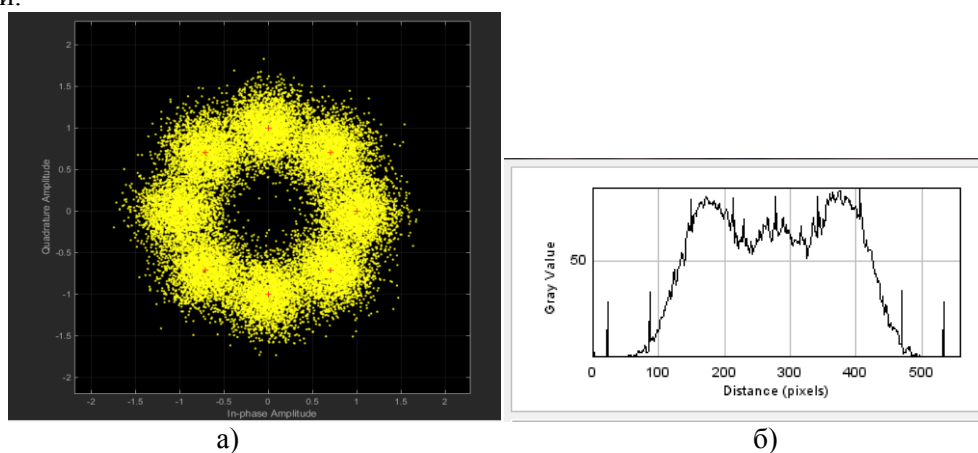 2
1.5
1
0.5
0
-0.5
-1
-1.5
-2
Quadrature Amplitude
-2 -1.5 -1 -0.5 0 0.5 1 1.5 2
In-phase Amplitude
а)
50
Gray Value
0 100 200 300 400 500
Distance (pixels)
б)